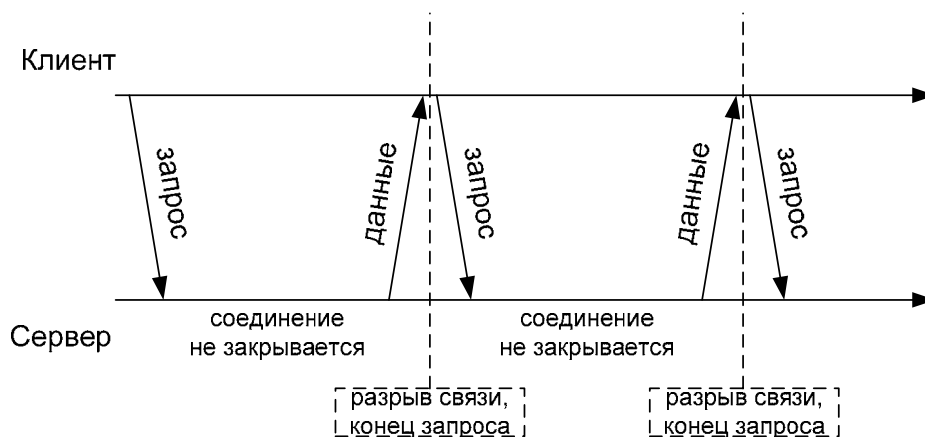 Клиент
запрос
данные
запрос
данные
запрос
Сервер
соединение
не закрывается
соединение
не закрывается
разрыв связи,
конец запроса
разрыв связи,
конец запроса